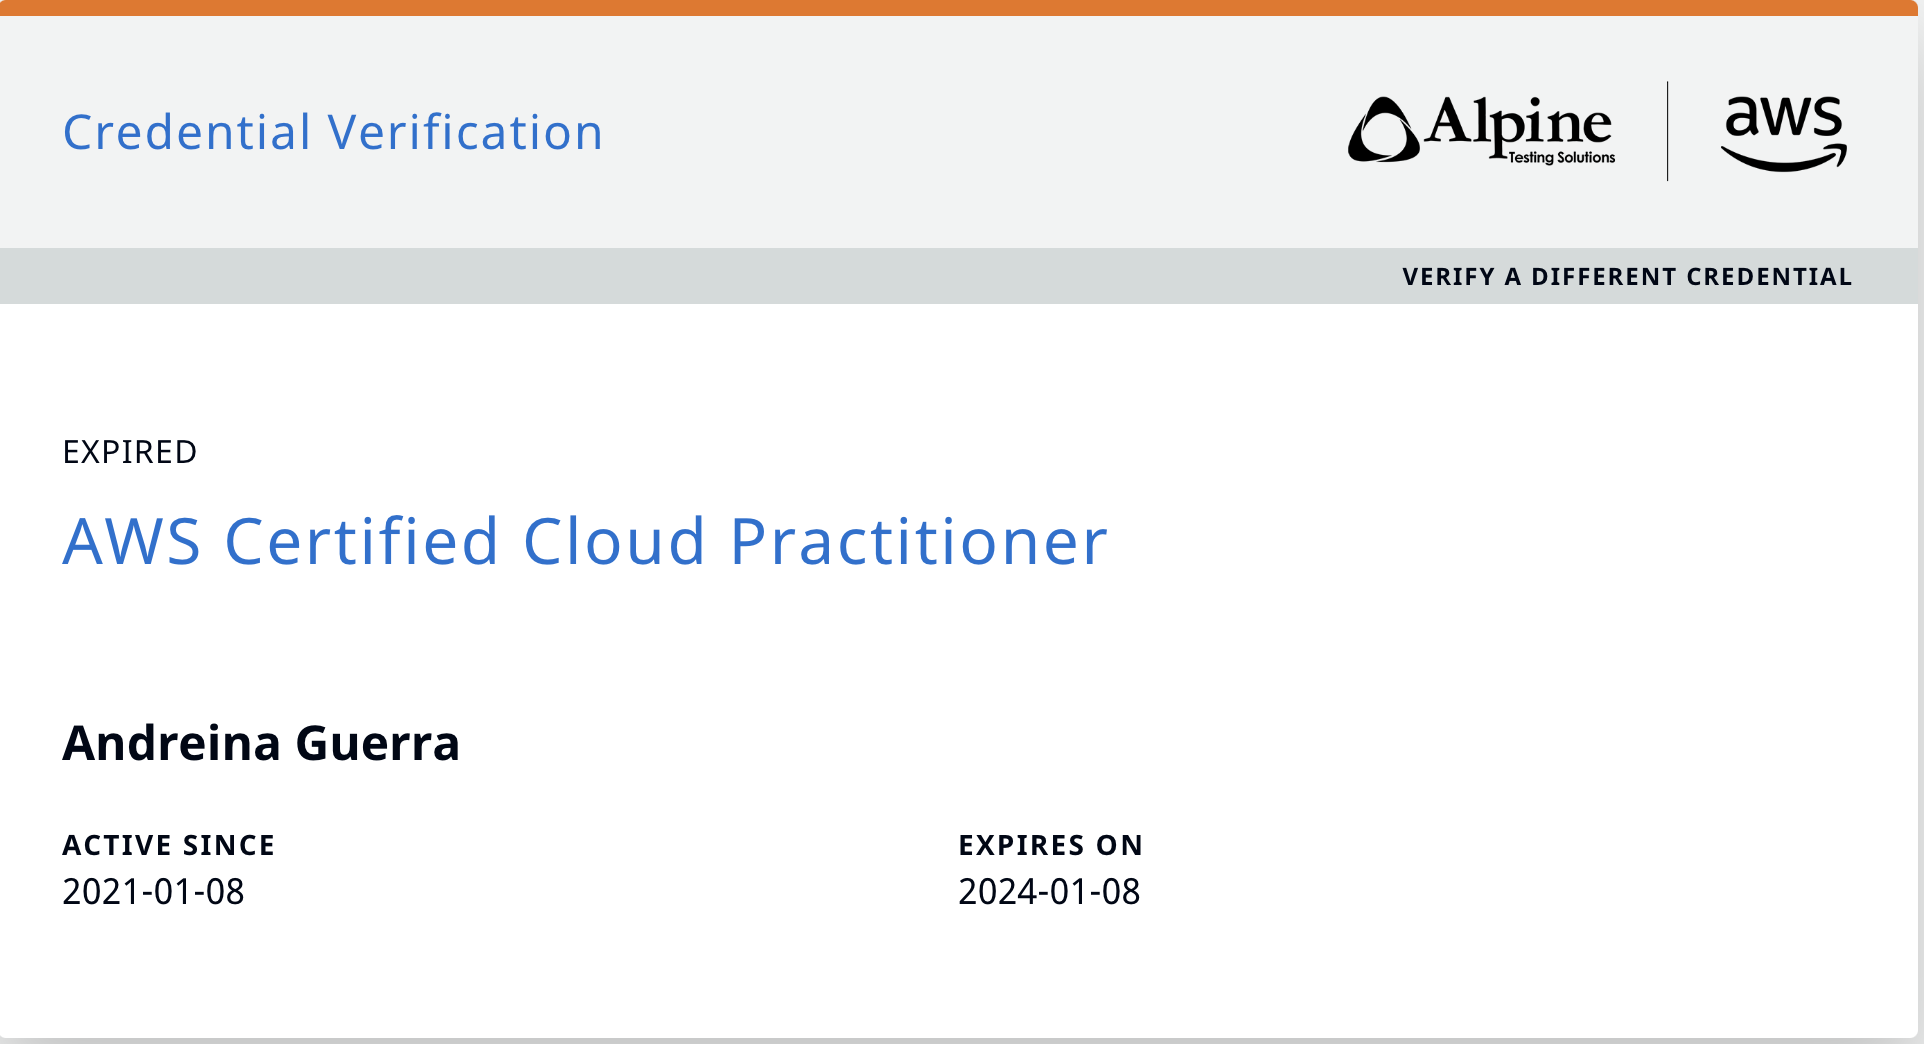 Credential Verification
Alpine
Testing Solutions
aws
VERIFY A DIFFERENT CREDENTIAL
EXPIRED
AWS Certified Cloud Practitioner
Andreina Guerra
ACTIVE SINCE
2021-01-08
EXPIRES ON
2024-01-08